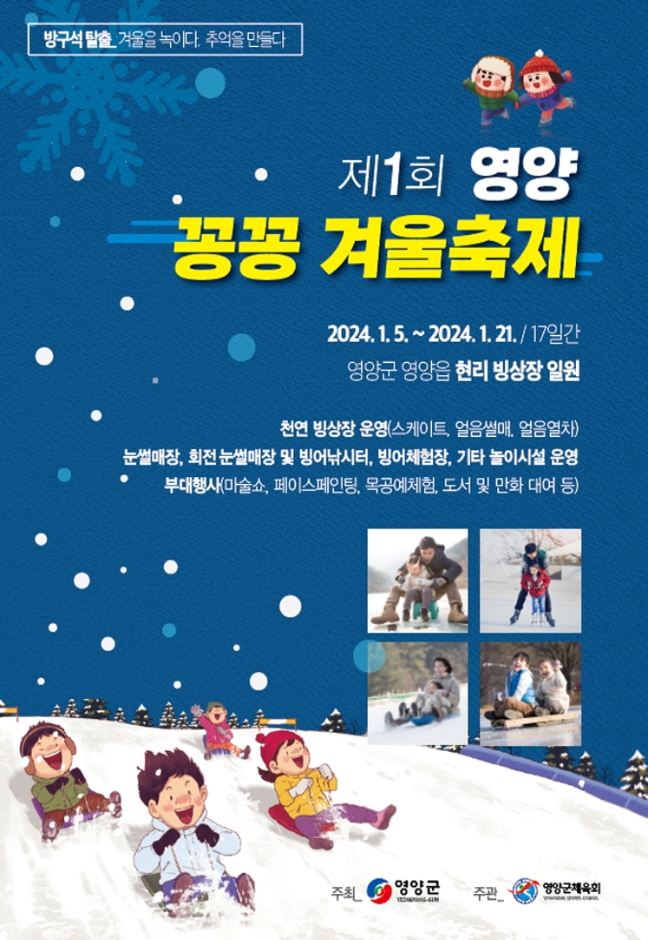 방구석 탈출_ 겨울을 녹이다. 추억을 만들다
제1회 영양
꽁꽁 겨울축제
2024. 1. 5. ~ 2024. 1. 21. / 17일간
영양군 영양읍 현리 빙상장 일원
천연 빙상장 운영(스케이트, 얼음썰매, 얼음열차)
눈썰매장, 회전 눈썰매장 및 빙어낚시터, 빙어체험장, 기타 놀이시설 운영
부대행사(마술쇼, 페이스페인팅, 목공예체험, 도서 및 만화 대여 등)
주최_ 영양군 주관_ 영양군체육회
YEONGYANG-GUN